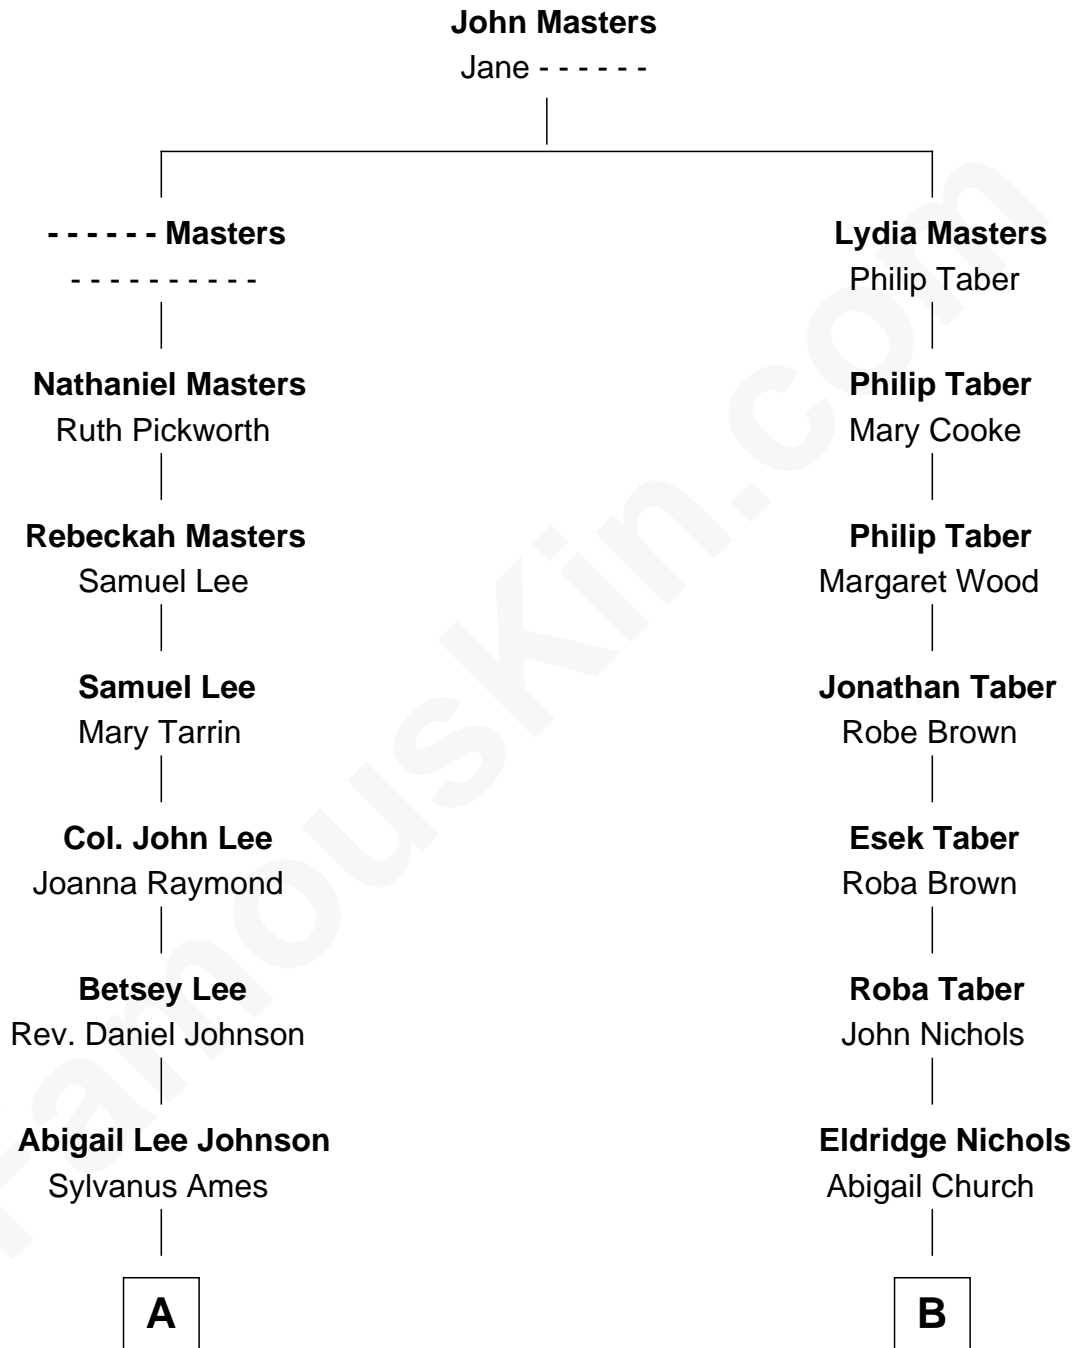 John Masters
Jane - - - - - -
- - - - - - Masters
- - - - - - - - - -
Lydia Masters
Philip Taber
Nathaniel Masters
Ruth Pickworth
Philip Taber
Mary Cooke
Rebeckah Masters
Samuel Lee
Philip Taber
Margaret Wood
Samuel Lee
Mary Tarrin
Jonathan Taber
Robe Brown
Col. John Lee
Joanna Raymond
Esek Taber
Roba Brown
Betsey Lee
Rev. Daniel Johnson
Roba Taber
John Nichols
Abigail Lee Johnson
Sylvanus Ames
Eldridge Nichols
Abigail Church
A
B
FamousKin.com